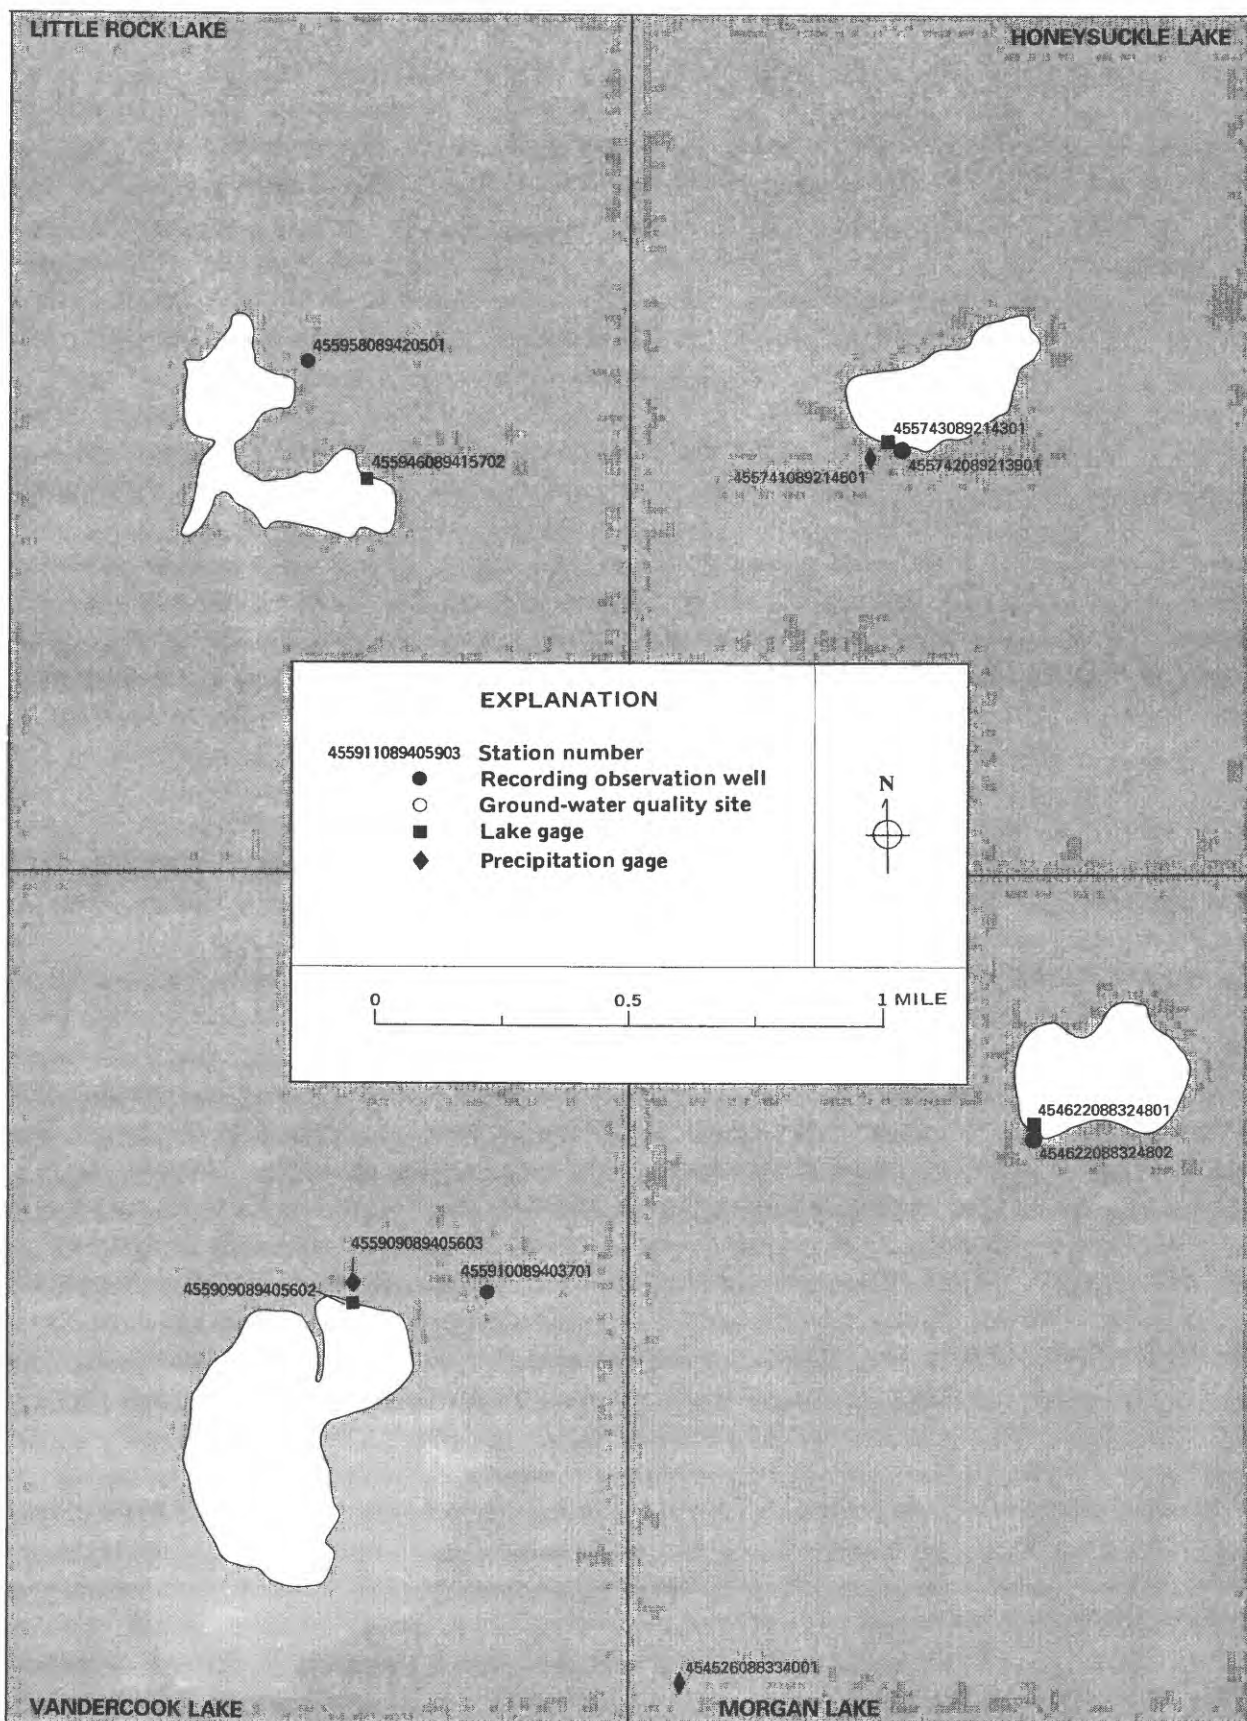 LITTLE ROCK LAKE
HONEYSUCKLE LAKE
455958089420501
455946089415702
455743089214301
455742089213901
455741089214501
EXPLANATION
455911089405903 Station number
Recording observation well
Ground-water quality site
Lake gage
Precipitation gage
N
0 0.5 1 MILE
454622088324801
454622088324802
455909089405603
455910089403701
455909089405602
454526088334001
VANDERCOOK LAKE
MORGAN LAKE